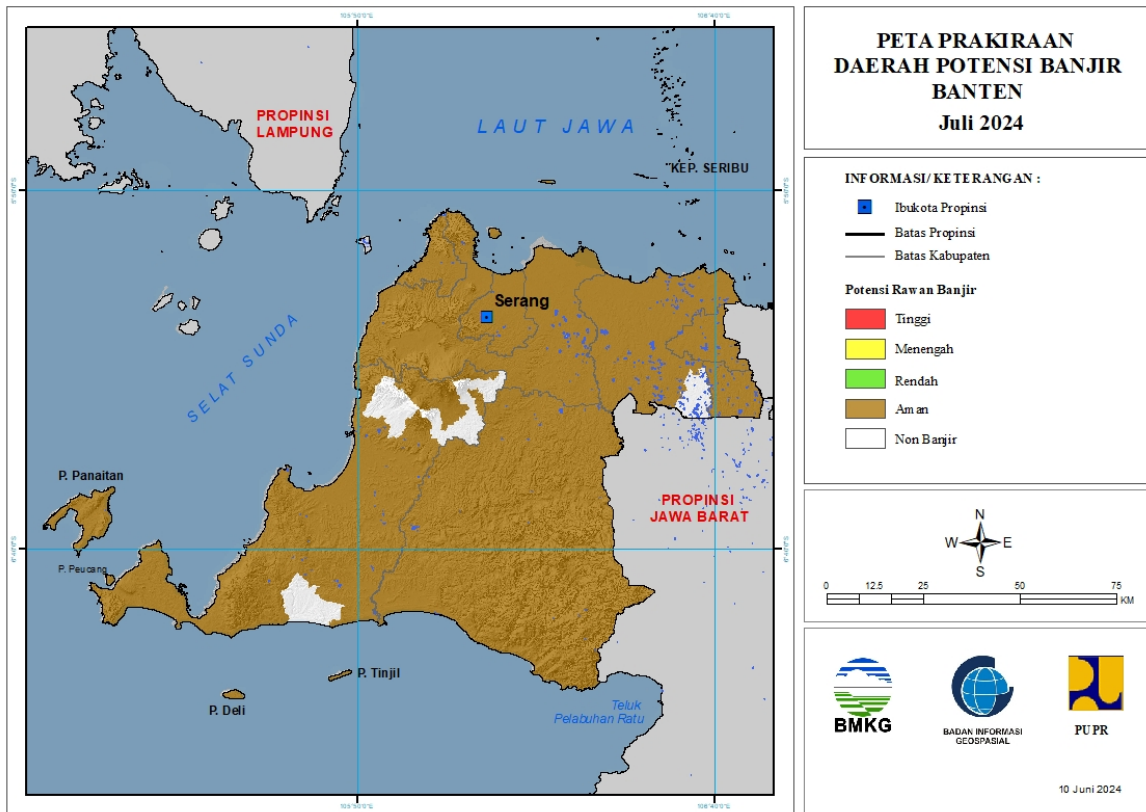 PETA PRAKIRAAN
DAERAH POTENSI BANJIR
BANTEN
Juli 2024
INFORMASI/ KETERANGAN :
Ibukota Propinsi
Batas Propinsi
Batas Kabupaten
Potensi Rawan Banjir
Tinggi
Menengah
Rendah
Aman
Non Banjir
N
W E
S
0 12.5 25 50 75
KM
BMKG
BADAN INFORMASI
GEOSPASIAL
PUPR
10 Juni 2024
PROPINSI
LAMPUNG
LAUT JAWA
KEP. SERIBU
Serang
SELAT SUNDA
P. Panaitan
P. Peucang
PROPINSI
JAWA BARAT
P. Tinjil
P. Deli
Teluk
Pelabuhan Ratu